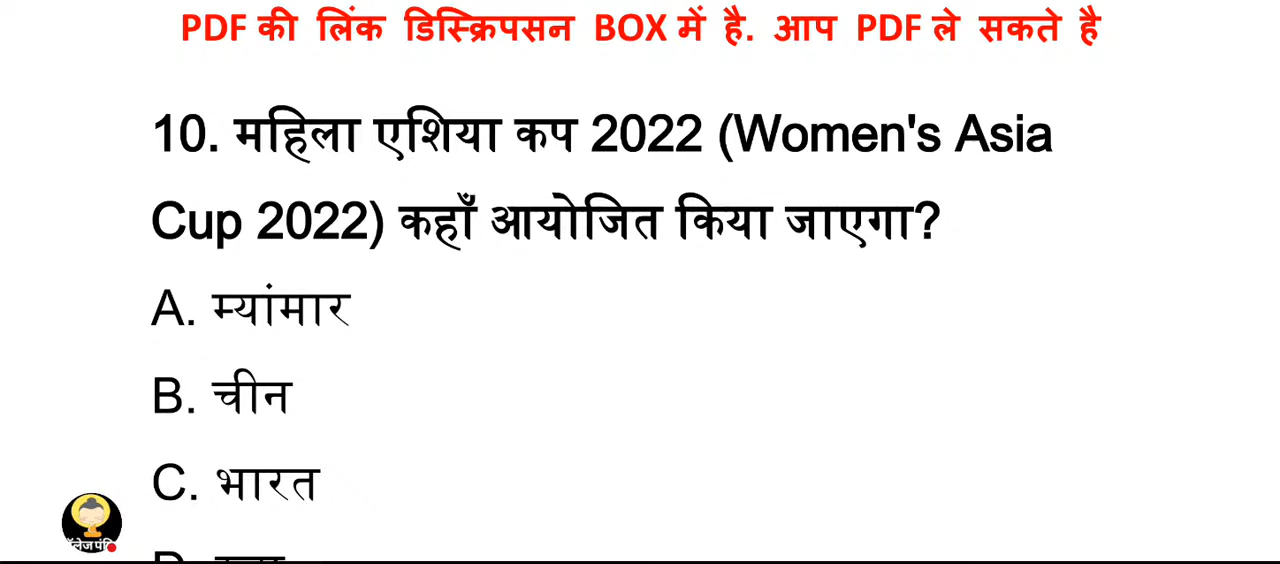 PDF की लिंक डिस्क्रिपसन BOX में है. आप PDF ले सकते है
10. महिला एशिया कप 2022 (Women's Asia
Cup 2022) कहाँ आयोजित किया जाएगा?
A. म्यांमार
B. चीन
C. भारत